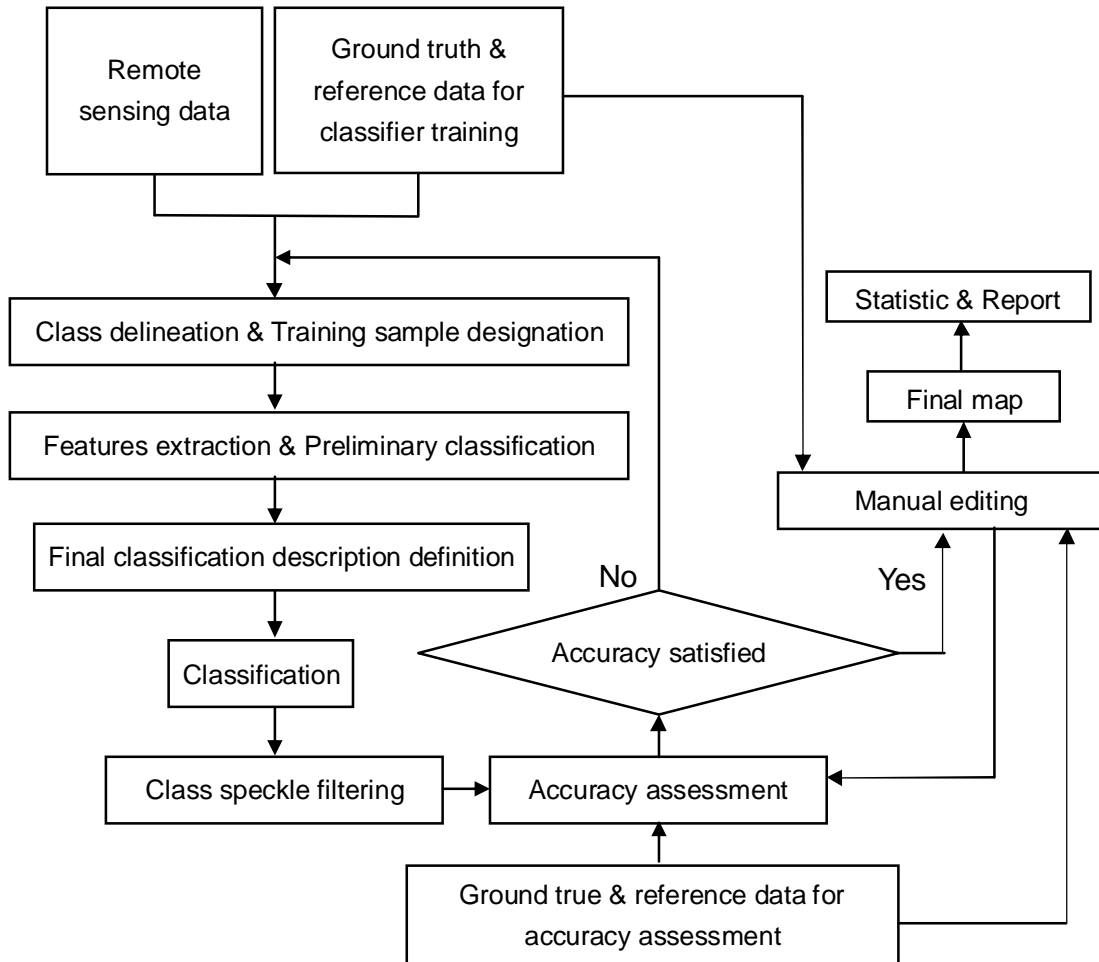 Remote
sensing data
Ground truth &
reference data for
classifier training
Class delineation & Training sample designation
Features extraction & Preliminary classification
Final classification description definition
Classification
Class speckle filtering
Accuracy assessment
Ground true & reference data for
accuracy assessment
Accuracy satisfied
No
Yes
Manual editing
Final map
Statistic & Report